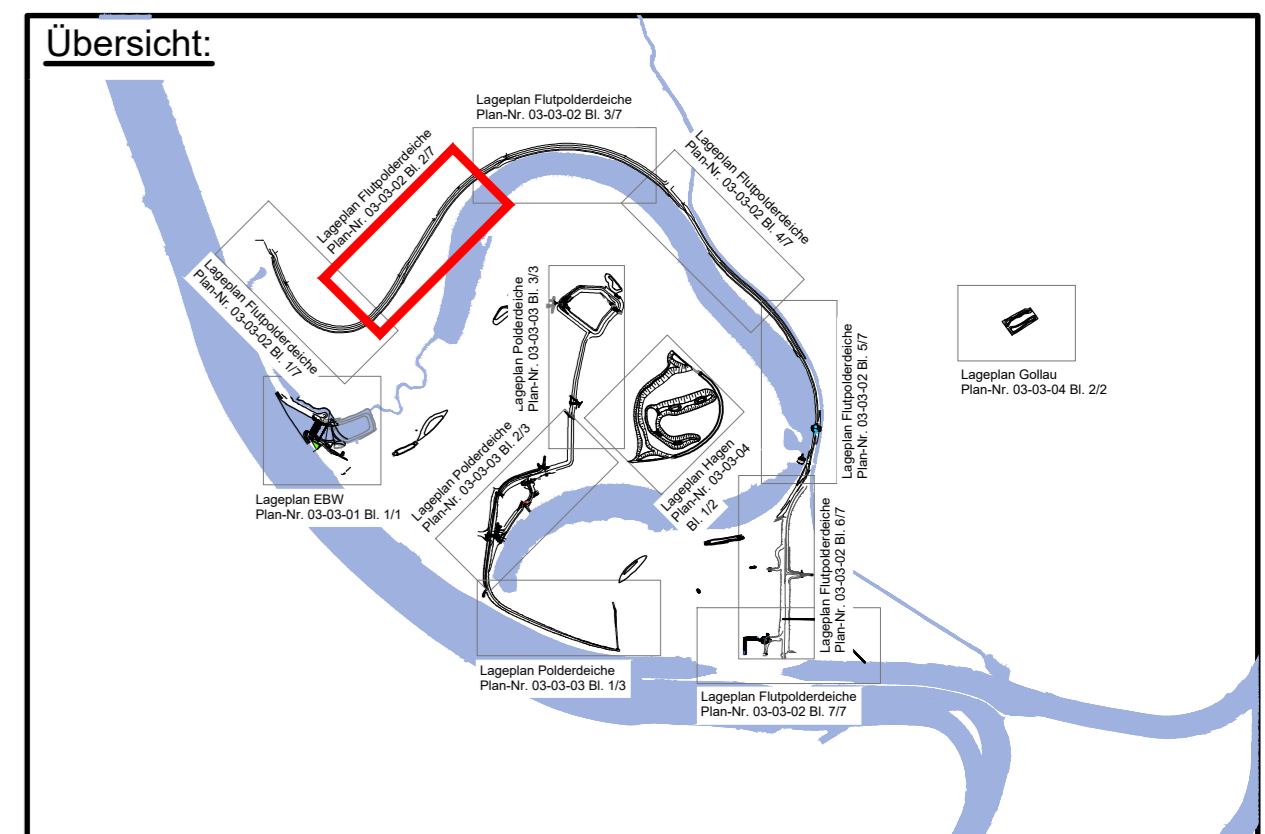 Übersicht:
Lageplan Flutpolderdeiche
Plan-Nr. 03-03-02 Bl. 3/7
Lageplan Flutpolderdeiche
Plan-Nr. 03-03-02 Bl. 2/7
Lageplan Flutpolderdeiche
Plan-Nr. 03-03-02 Bl. 4/7
Lageplan Flutpolderdeiche
Plan-Nr. 03-03-02 Bl. 1/7
Lageplan Polderdeiche
Plan-Nr. 03-03-03 Bl. 3/3
Lageplan Flutpolderdeiche
Plan-Nr. 03-03-02 Bl. 5/7
Lageplan Gollau
Plan-Nr. 03-03-04 Bl. 2/2
Lageplan Polderdeiche
Plan-Nr. 03-03-03 Bl. 2/3
Lageplan Hagen
Plan-Nr. 03-03-04
Bl. 1/2
Lageplan EBW
Plan-Nr. 03-03-01 Bl. 1/1
Lageplan Flutpolderdeiche
Plan-Nr. 03-03-02 Bl. 6/7
Lageplan Polderdeiche
Plan-Nr. 03-03-03 Bl. 1/3
Lageplan Flutpolderdeiche
Plan-Nr. 03-03-02 Bl. 7/7